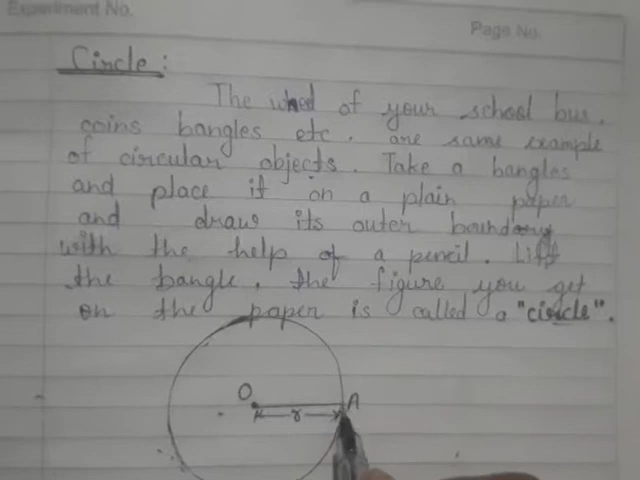 Experiment No.
Page No.
Circle :
The wheel of your school bus,
coins bangles etc. are same example
of circular objects. Take a bangles
and place it on a plain paper
and draw its outer boundary
with the help of a pencil. Lift
the bangle. the figure you get
on the paper is called a "circle".
O A
r